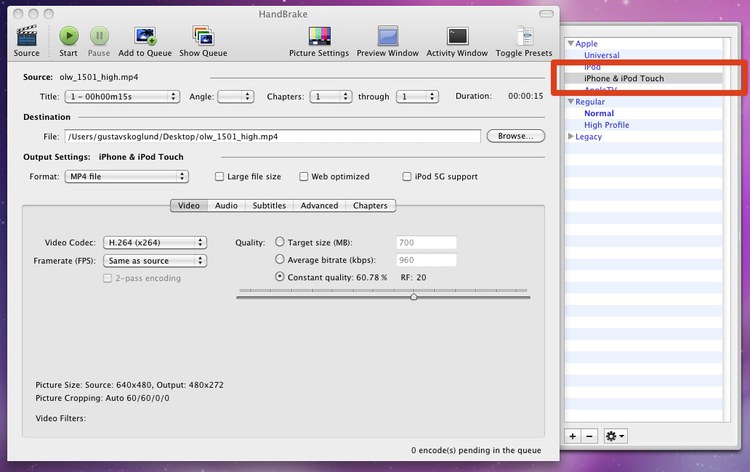 HandBrake
Source Start Pause Add to Queue Show Queue Picture Settings Preview Window Activity Window Toggle Presets
Source: olw_1501_high.mp4
Title: 1 - 00h00m15s Angle: Chapters: 1 through 1 Duration: 00:00:15
Destination
File: /Users/gustavskoglund/Desktop/olw_1501_high.mp4 Browse...
Output Settings: iPhone & iPod Touch
Format: MP4 file Large file size Web optimized iPod 5G support
Video Audio Subtitles Advanced Chapters
Video Codec: H.264 (x264) Quality: Target size (MB): 700
Framerate (FPS): Same as source Average bitrate (kbps): 960
2-pass encoding Constant quality: 60.78 % RF: 20
Picture Size: Source: 640x480, Output: 480x272
Picture Cropping: Auto 60/60/0/0
Video Filters:
0 encode(s) pending in the queue
Apple
Universal
iPod
iPhone & iPod Touch
AppleTV
Regular
Normal
High Profile
Legacy